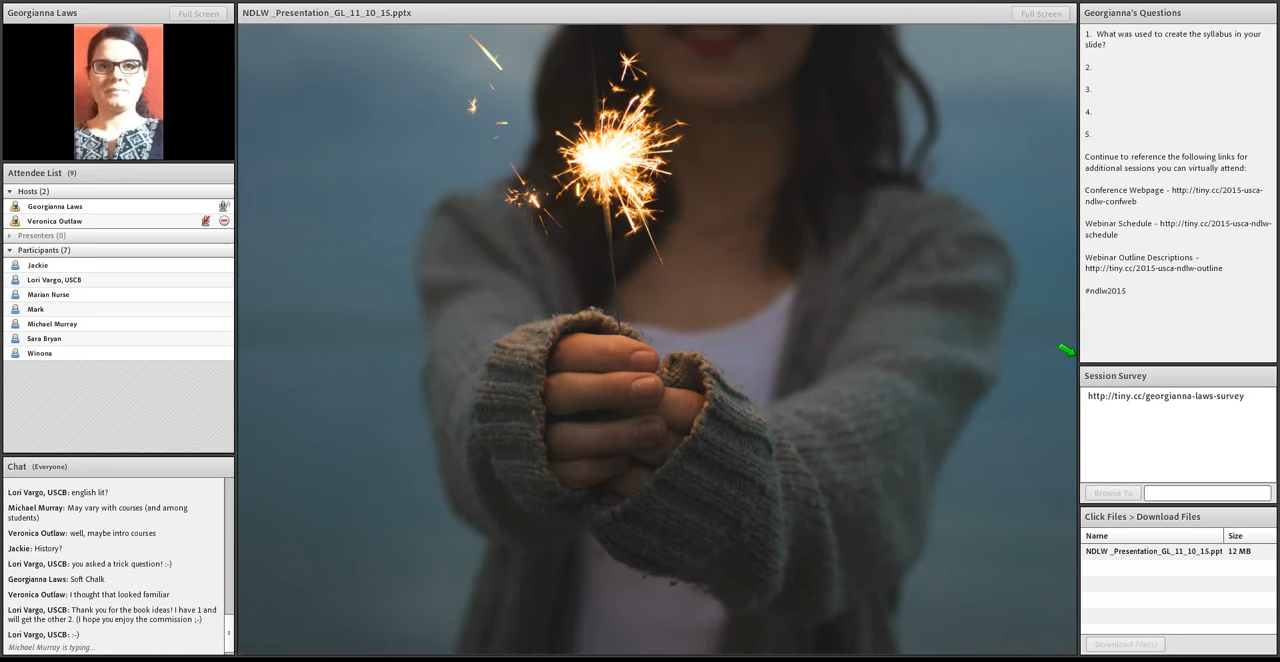 Georgianna Laws
Full Screen
Attendee List (9)
Hosts (2)
Georgianna Laws
Veronica Outlaw
Presenters (0)
Participants (7)
Jackie
Lori Vargo, USCB
Marian Nurse
Mark
Michael Murray
Sara Bryan
Winona
Chat (Everyone)
Lori Vargo, USCB: english lit?
Michael Murray: May vary with courses (and among
students)
Veronica Outlaw: well, maybe intro courses
Jackie: History?
Lori Vargo, USCB: you asked a trick question! :-)
Georgianna Laws: Soft Chalk
Veronica Outlaw: I thought that looked familiar
Lori Vargo, USCB: Thank you for the book ideas! I have 1 and
will get the other 2. (I hope you enjoy the commission ;-)
Lori Vargo, USCB: :-)
Michael Murray is typing...
NDLW _Presentation_GL_11_10_15.pptx
Full Screen
Georgianna's Questions
1. What was used to create the syllabus in your
slide?
2.
3.
4.
5.
Continue to reference the following links for
additional sessions you can virtually attend:
Conference Webpage - http://tiny.cc/2015-usca-
ndlw-confweb
Webinar Schedule - http://tiny.cc/2015-usca-ndlw-
schedule
Webinar Outline Descriptions -
http://tiny.cc/2015-usca-ndlw-outline
#ndlw2015
Session Survey
http://tiny.cc/georgianna-laws-survey
Browse To
Click Files > Download Files
Name Size
NDLW _Presentation_GL_11_10_15.ppt 12 MB
Download File(s)